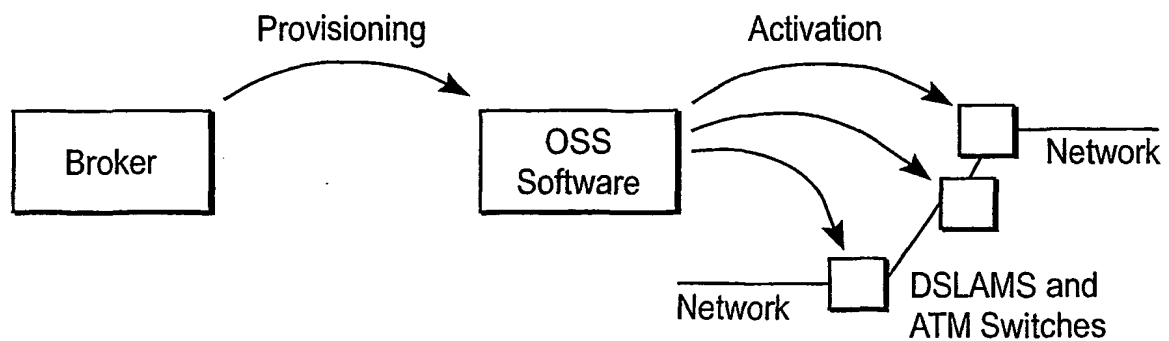 Provisioning
Activation
Broker
OSS
Software
Network
Network
DSLAMS and
ATM Switches